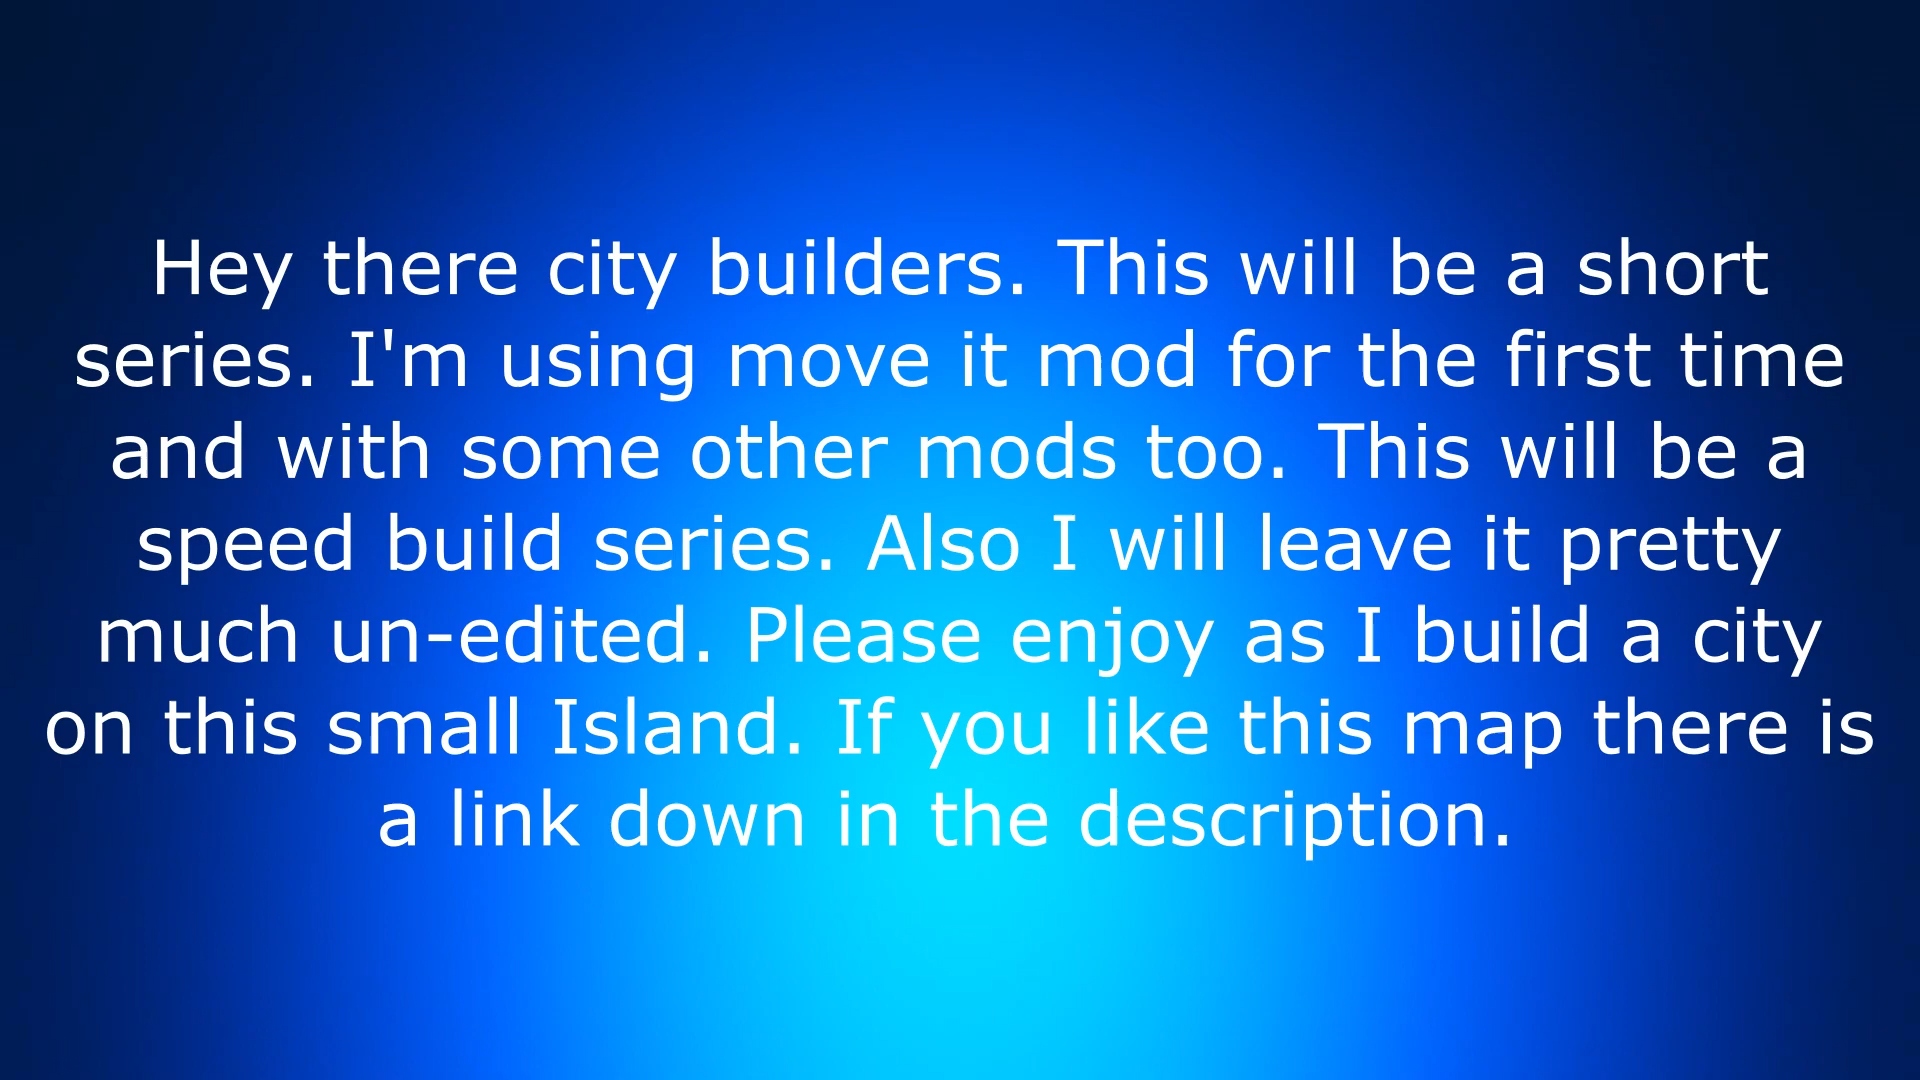 Hey there city builders. This will be a short
series. I'm using move it mod for the first time
and with some other mods too. This will be a
speed build series. Also I will leave it pretty
much un-edited. Please enjoy as I build a city
on this small Island. If you like this map there is
a link down in the description.